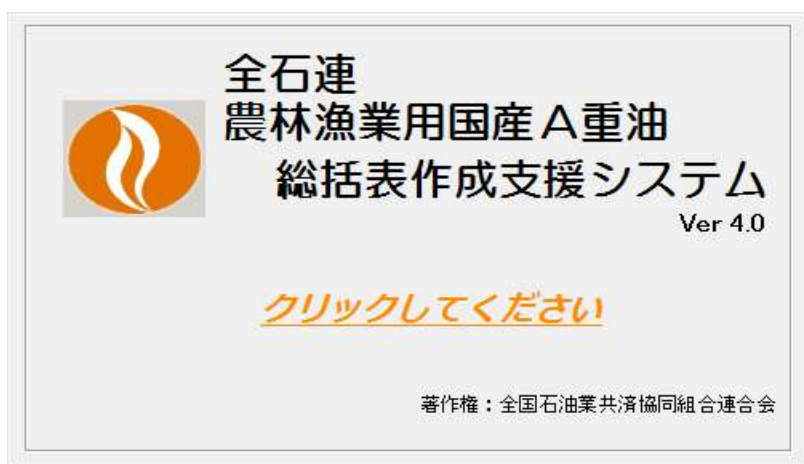 全石連
農林漁業用国産A重油
総括表作成支援システム
Ver 4.0
クリックしてください
著作権：全国石油業共済協同組合連合会